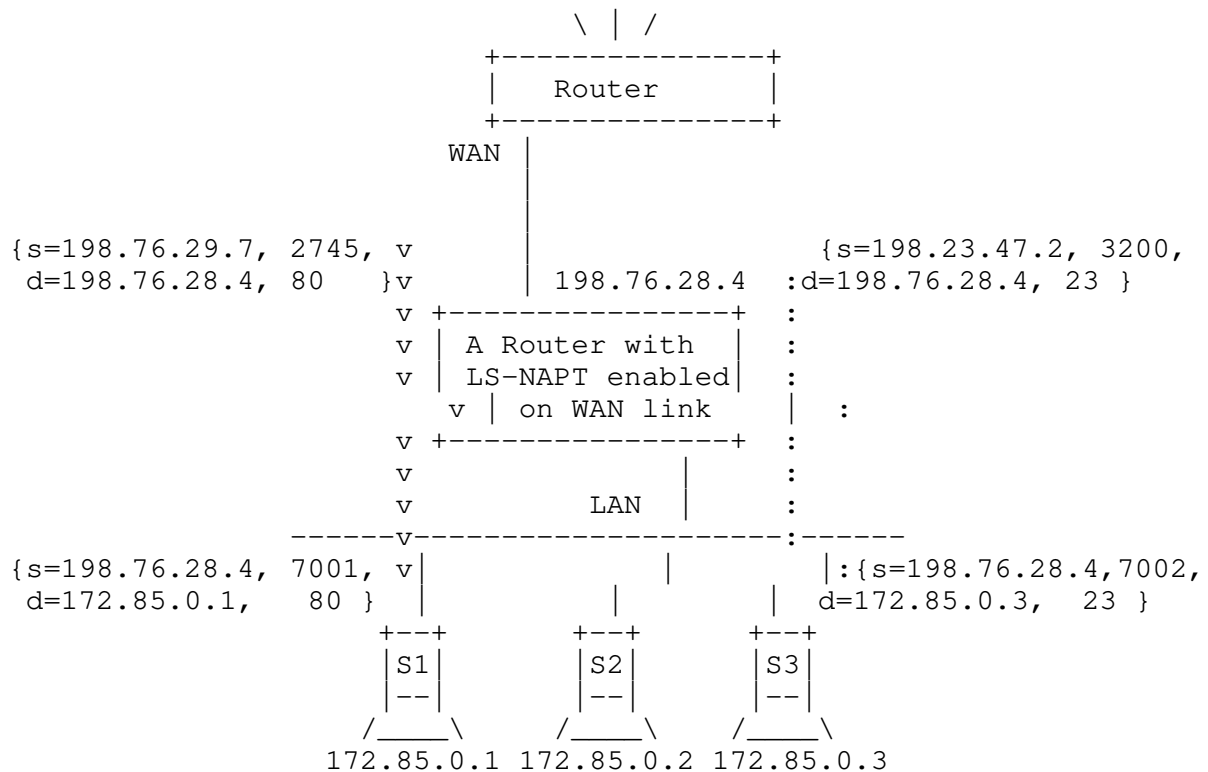 \ | /
+---------------+
| Router |
+---------------+
WAN |
|
|
{s=198.76.29.7, 2745, v | {s=198.23.47.2, 3200,
d=198.76.28.4, 80 }v | 198.76.28.4 :d=198.76.28.4, 23 }
v +----------------+ :
v | A Router with | :
v | LS-NAPT enabled| :
v | on WAN link | :
v +----------------+ :
v | :
v LAN | :
------v---------------------:------
{s=198.76.28.4, 7001, v| | |:{s=198.76.28.4,7002,
d=172.85.0.1, 80 } | | | d=172.85.0.3, 23 }
+--+ +--+ +--+
|S1| |S2| |S3|
|--| |--| |--|
/____\ /____\ /____\
172.85.0.1 172.85.0.2 172.85.0.3